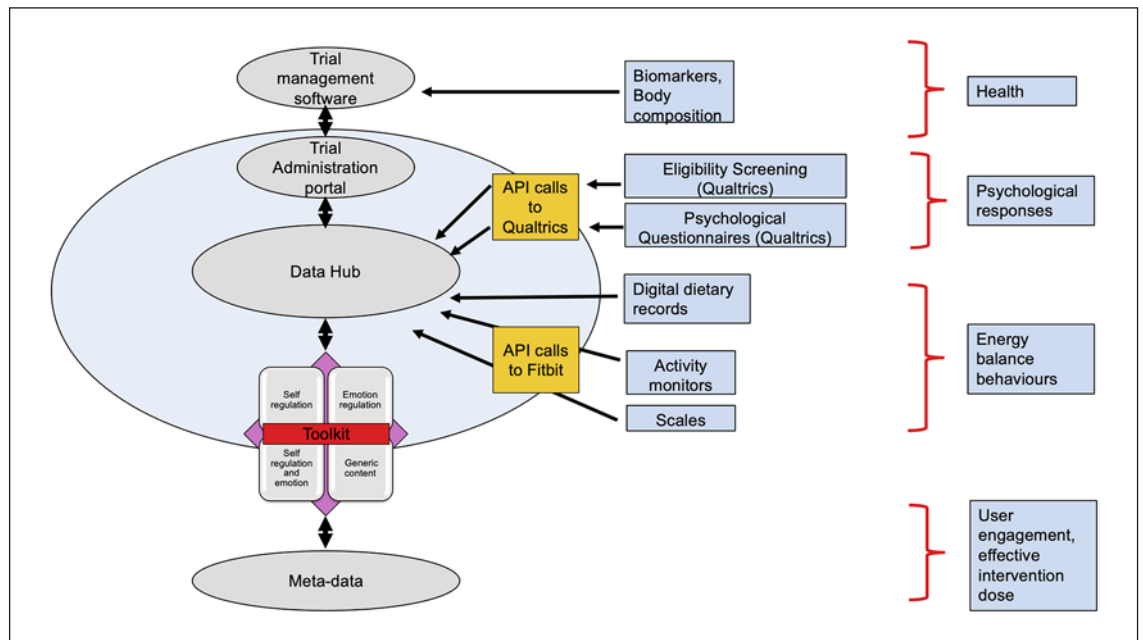 Trial
management
software
Biomarkers,
Body
composition
Health
Trial
Administration
portal
API calls
to
Qualtrics
Eligibility Screening
(Qualtrics)
Psychological
Questionnaires (Qualtrics)
Psychological
responses
Data Hub
Digital dietary
records
API calls
to Fitbit
Activity
monitors
Scales
Energy
balance
behaviours
Self
regulation
Emotion
regulation
Toolkit
Self
regulation
and
emotion
Generic
content
Meta-data
User
engagement,
effective
intervention
dose